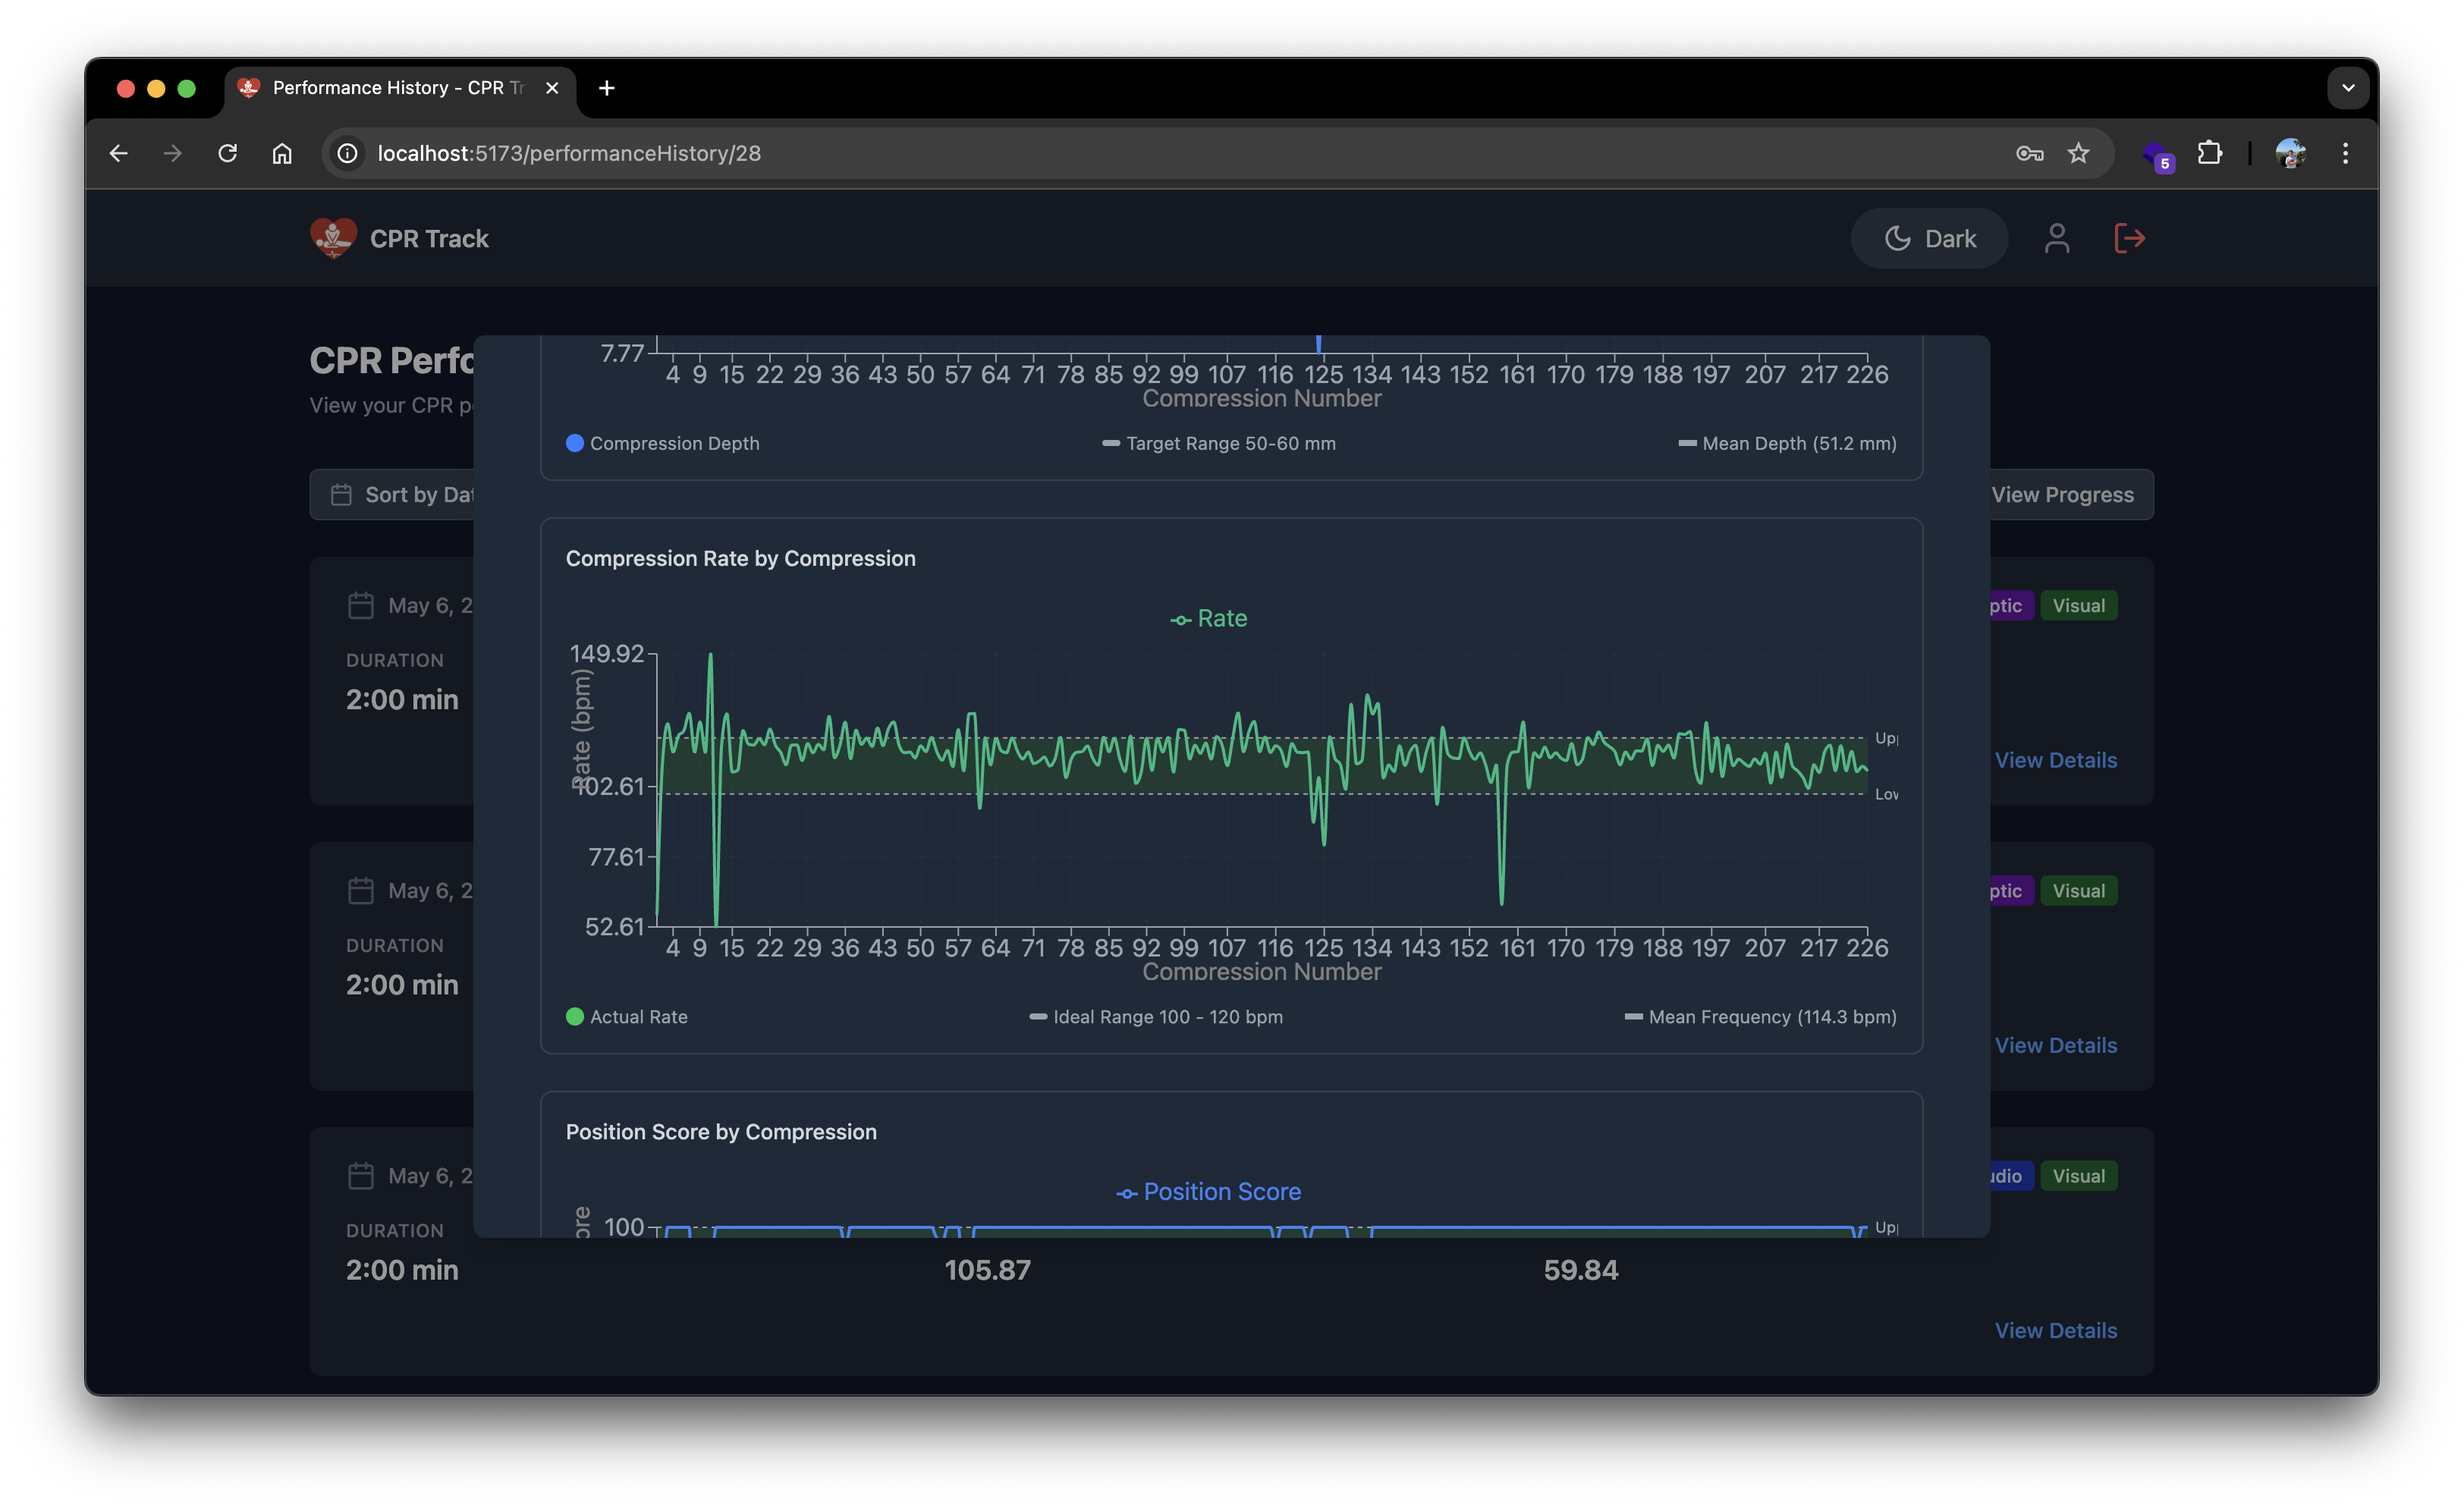 Performance History - CPR Tr
localhost:5173/performanceHistory/28
5
CPR Track
Dark
CPR Perfo
View your CPR p
Sort by Dat
View Progress
7.77
4 9 15 22 29 36 43 50 57 64 71 78 85 92 99 107 116 125 134 143 152 161 170 179 188 197 207 217 226
Compression Number
Compression Depth
Target Range 50-60 mm
Mean Depth (51.2 mm)
Compression Rate by Compression
Rate
149.92
Rate (bpm)
102.61
77.61
52.61
Upp
Low
4 9 15 22 29 36 43 50 57 64 71 78 85 92 99 107 116 125 134 143 152 161 170 179 188 197 207 217 226
Compression Number
Actual Rate
Ideal Range 100 - 120 bpm
Mean Frequency (114.3 bpm)
Position Score by Compression
Position Score
ore
100
Upp
May 6, 2
ptic
Visual
DURATION
2:00 min
View Details
May 6, 2
ptic
Visual
DURATION
2:00 min
View Details
May 6, 2
udio
Visual
DURATION
2:00 min
105.87
59.84
View Details